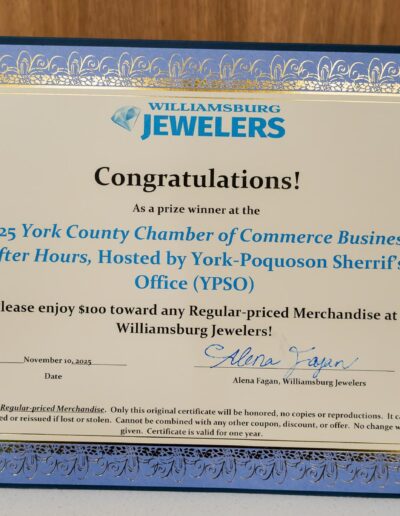 WILLIAMSBURG
JEWELERS
Congratulations!
As a prize winner at the
25 York County Chamber of Commerce Business
fter Hours, Hosted by York-Poquoson Sherrif's
Office (YPSO)
lease enjoy $100 toward any Regular-priced Merchandise at
Williamsburg Jewelers!
November 10, 2025
Alena Fagan
Date
Alena Fagan, Williamsburg Jewelers
Regular-priced Merchandise. Only this original certificate will be honored, no copies or reproductions. It ca
ed or reissued if lost or stolen. Cannot be combined with any other coupon, discount, or offer. No change w
given. Certificate is valid for one year.